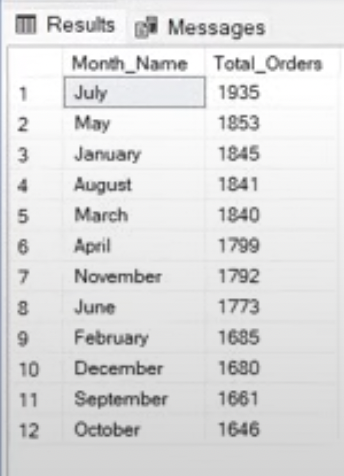 Results Messages
Month_Name Total_Orders
1 July 1935
2 May 1853
3 January 1845
4 August 1841
5 March 1840
6 April 1799
7 November 1792
8 June 1773
9 February 1685
10 December 1680
11 September 1661
12 October 1646